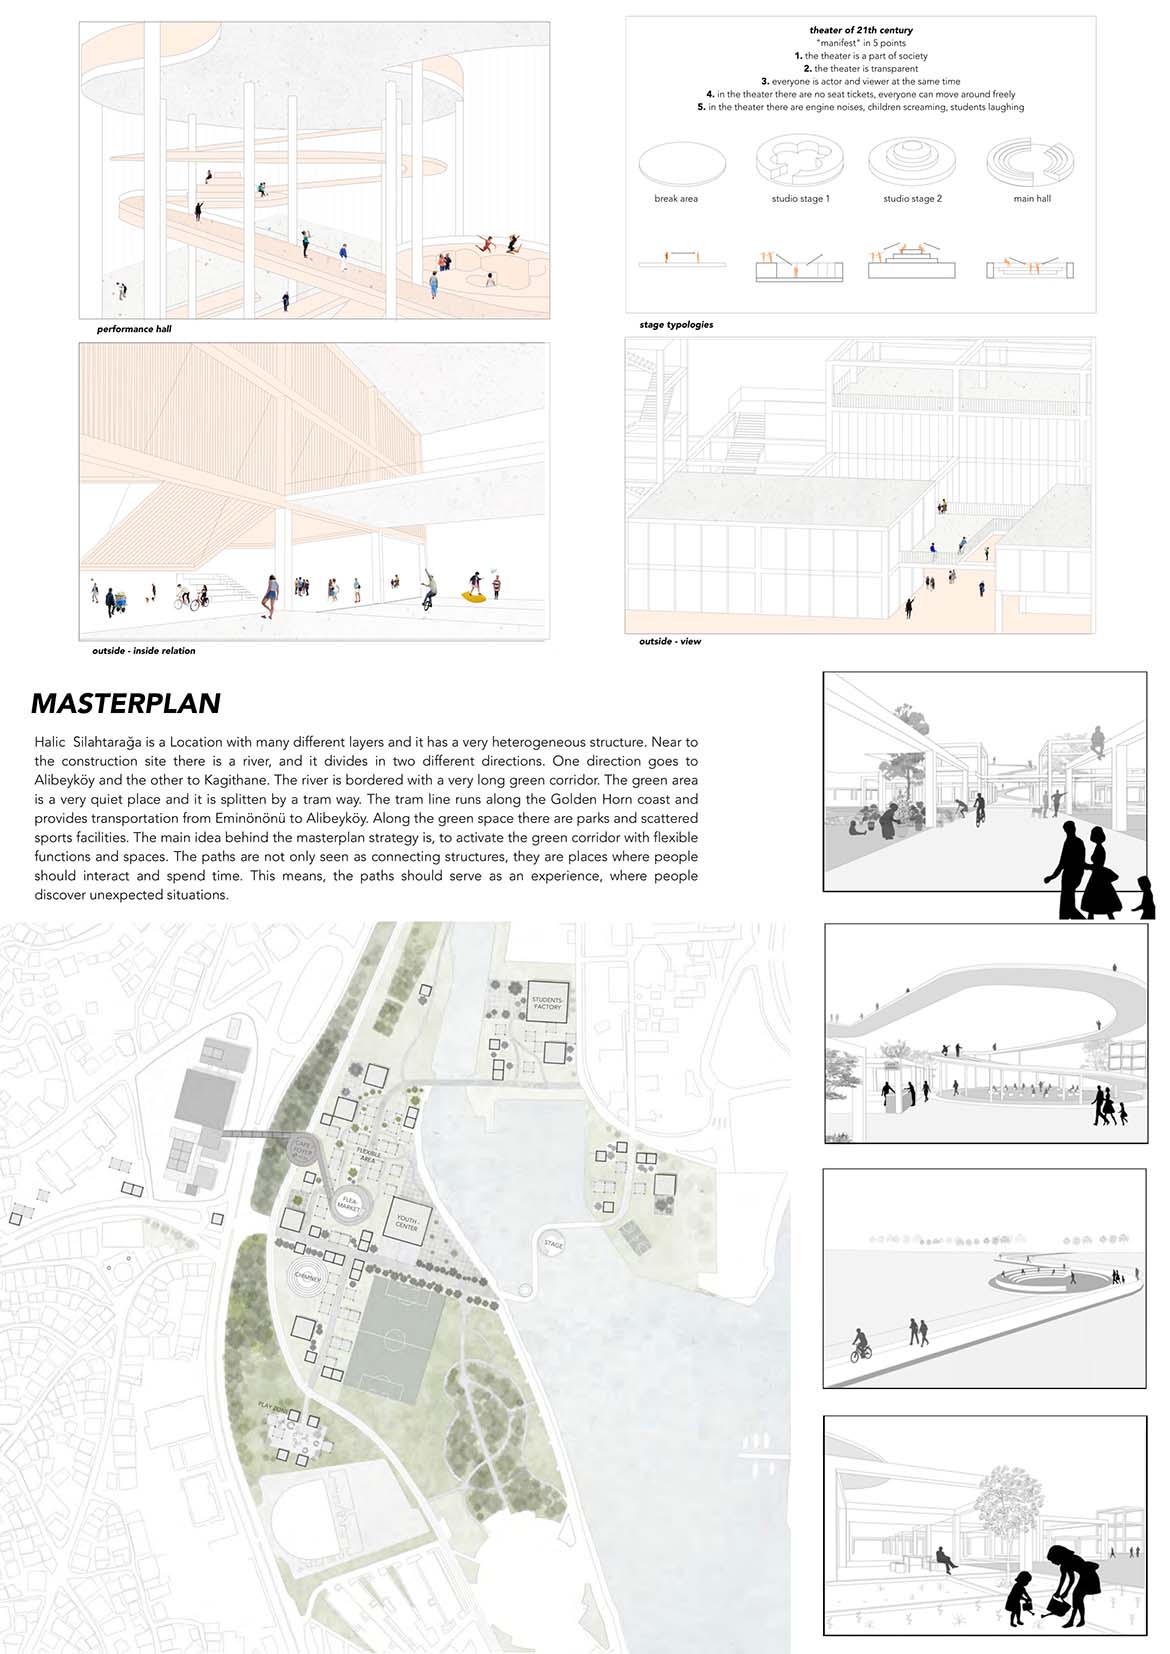 theater of 21th century
"manifest" in 5 points
1. the theater is a part of society
2. the theater is transparent
3. everyone is actor and viewer at the same time
4. in the theater there are no seat tickets, everyone can move around freely
5. in the theater there are engine noises, children screaming, students laughing
break area
studio stage 1
studio stage 2
main hall
performance hall
stage typologies
outside - inside relation
outside - view
MASTERPLAN
Halic Silahtarağa is a Location with many different layers and it has a very heterogeneous structure. Near to
the construction site there is a river, and it divides in two different directions. One direction goes to
Alibeyköy and the other to Kagithane. The river is bordered with a very long green corridor. The green area
is a very quiet place and it is splitten by a tram way. The tram line runs along the Golden Horn coast and
provides transportation from Eminönönü to Alibeyköy. Along the green space there are parks and scattered
sports facilities. The main idea behind the masterplan strategy is, to activate the green corridor with flexible
functions and spaces. The paths are not only seen as connecting structures, they are places where people
should interact and spend time. This means, the paths should serve as an experience, where people
discover unexpected situations.
STUDENTS-
FACTORY
CAFE
FOYER
FLEXIBLE
AREA
FLEA-
MARKET
YOUTH-
CENTER
STAGE
CHIMNEY
PLAY ZONE